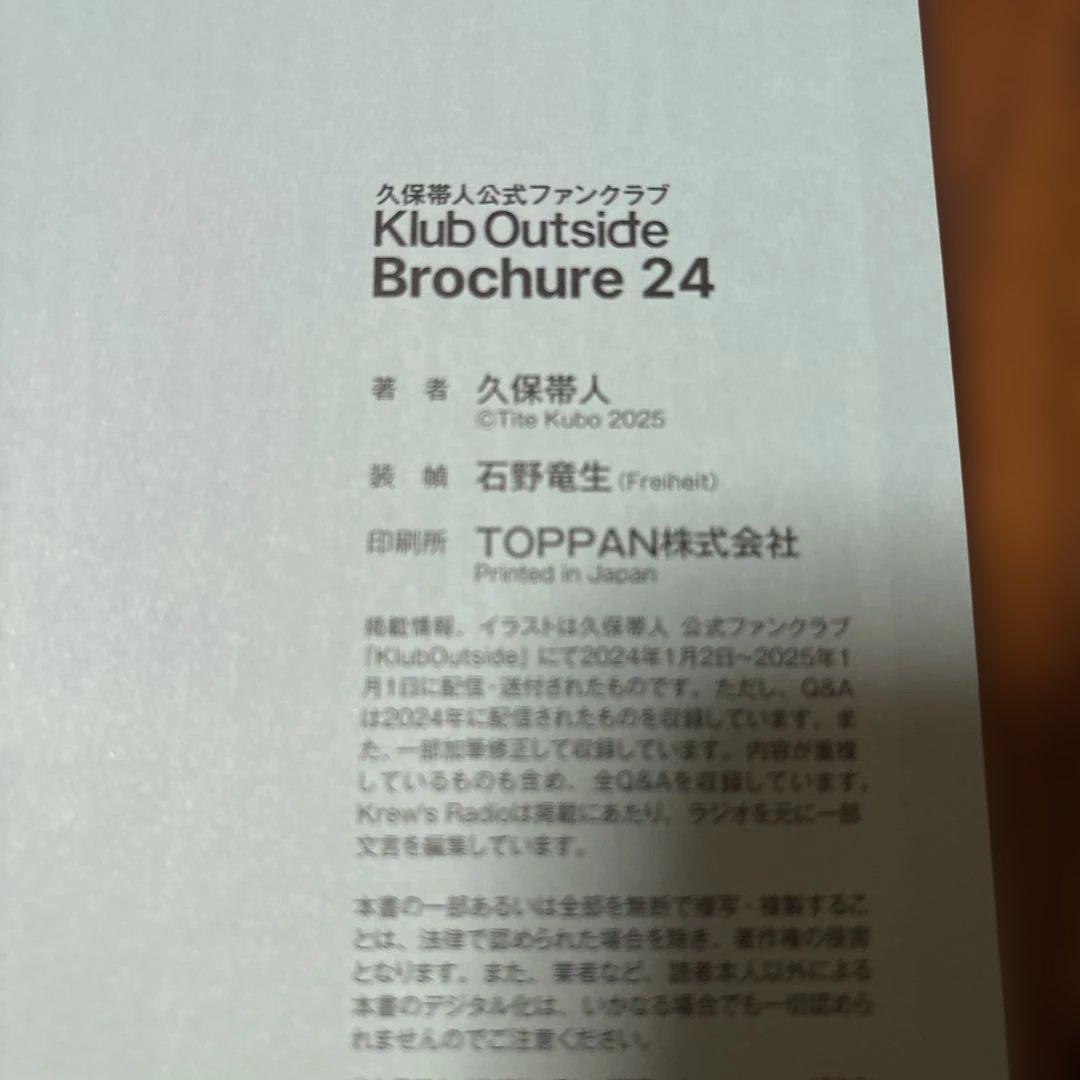 久保帯人公式ファンクラブ
Klub Outside
Brochure 24
著 者 久保帯人
©Tite Kubo 2025
装 幀 石野竜生(Freiheit)
印刷所 TOPPAN株式会社
Printed in Japan
掲載情報、イラストは久保帯人 公式ファンクラブ
『KlubOutside』にて2024年1月2日〜2025年1
月1日に配信・送付されたものです。ただし、Q&A
は2024年に配信されたものを収録しています。ま
た、一部加筆修正して収録しています。内容が重複
しているものも含め、全Q&Aを収録しています。
Krew's Radioは掲載にあたり、ラジオを元に一部
文言を編集しています。
本書の一部あるいは全部を無断で複写・複製するこ
とは、法律で認められた場合を除き、著作権の侵害
となります。また、業者など、読者本人以外による
本書のデジタル化は、いかなる場合でも一切認めら
れませんのでご注意ください。